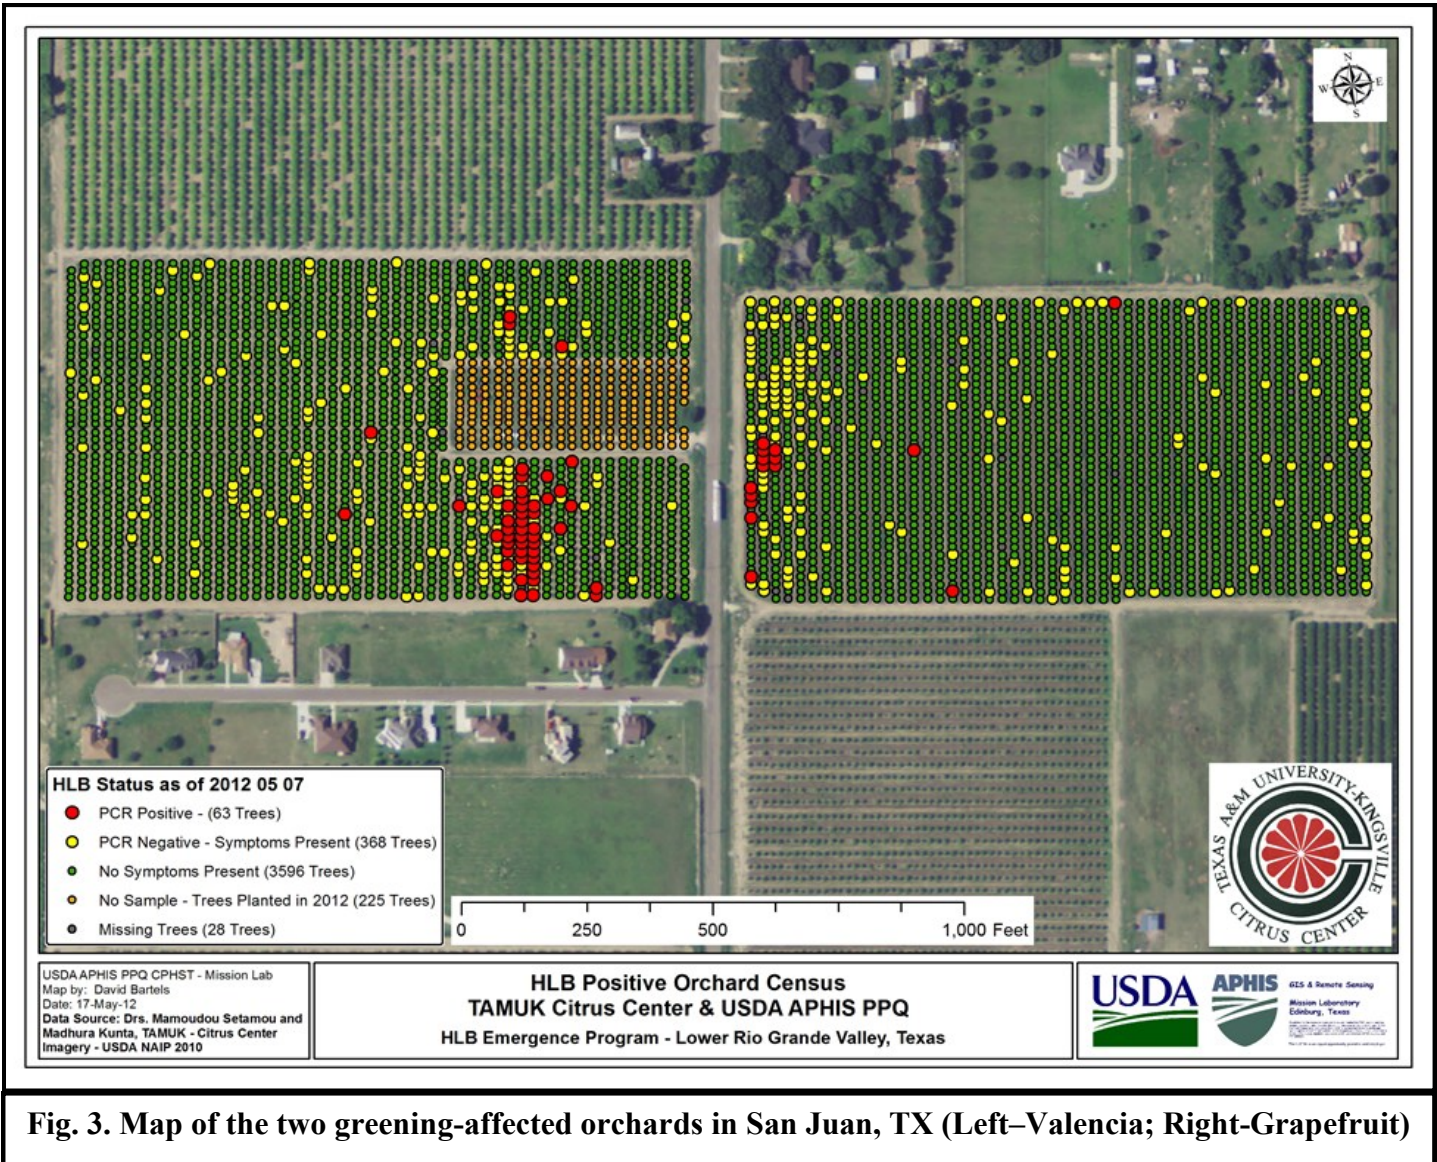 N
W E
S
HLB Status as of 2012 05 07
PCR Positive - (63 Trees)
PCR Negative - Symptoms Present (368 Trees)
No Symptoms Present (3596 Trees)
No Sample - Trees Planted in 2012 (225 Trees)
Missing Trees (28 Trees)
0 250 500 1,000 Feet
TEXAS A&M UNIVERSITY-KINGSVILLE
CITRUS CENTER
USDA APHIS PPQ CPHST - Mission Lab
Map by: David Bartels
Date: 17-May-12
Data Source: Drs. Mamoudou Setamou and
Madhura Kunta, TAMUK - Citrus Center
Imagery - USDA NAIP 2010
HLB Positive Orchard Census
TAMUK Citrus Center & USDA APHIS PPQ
HLB Emergence Program - Lower Rio Grande Valley, Texas
USDA
APHIS
GIS & Remote Sensing
Mission Laboratory
Edinburg, Texas
Fig. 3. Map of the two greening-affected orchards in San Juan, TX (Left–Valencia; Right-Grapefruit)